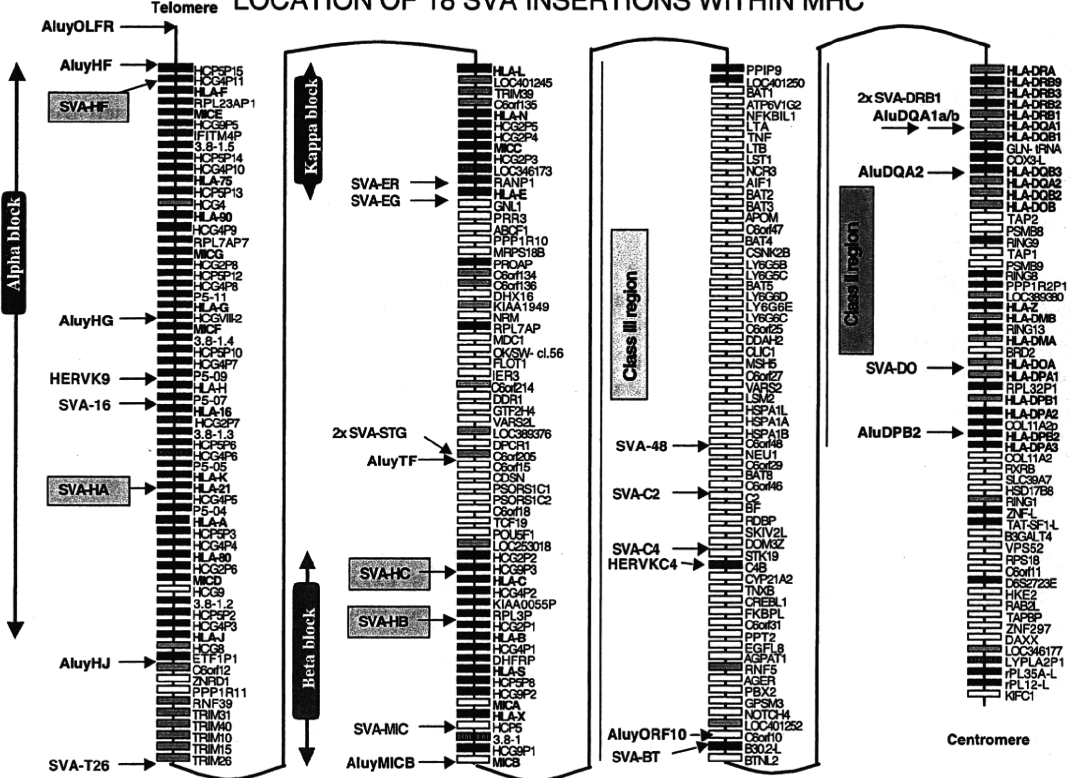 LOCATION OF 18 SVA INSERTIONS WITHIN MHC
Telomere
AluyOLFR
AluyHF
SVA-HF
Alpha block
AluyHG
HERVK9
SVA-16
SVA-HA
AluyHJ
SVA-T26
HCP5P15
HCG4P11
HLA-F
RPL23AP1
MICE
HCG9P5
IFITM4P
3.8-1.5
HCP5P14
HCG4P10
HLA-75
HCP5P13
HCG4
HLA-90
HCG4P9
RPL7AP7
MICG
HCG2P8
HCP5P12
HCG4P8
P5-11
HLA-G
HCGVIII-2
MICF
3.8-1.4
HCP5P10
HCG4P7
P5-09
HLA-H
P5-07
HLA-16
HCG2P7
3.8-1.3
HCP5P6
HCG4P6
P5-05
HLA-K
HLA-21
HCG4P5
P5-04
HLA-A
HCP5P3
HCG4P4
HLA-80
HCG2P6
MICD
HCG9
3.8-1.2
HCP5P2
HCG4P3
HLA-J
HCG8
ETF1P1
C6orf12
ZNRD1
PPP1R11
RNF39
TRIM31
TRIM40
TRIM10
TRIM15
TRIM26
Kappa block
SVA-ER
SVA-EG
2x SVA-STG
AluyTF
SVA-HC
SVA-HB
Beta block
SVA-MIC
AluyMICB
HLA-L
LOC401245
TRIM39
C6orf135
HLA-N
HCG2P5
HCG2P4
MICC
HCG2P3
LOC346173
RANP1
HLA-E
GNL1
PRR3
ABCF1
PPP1R10
MRPS18B
PROAP
C6orf134
C6orf136
DHX16
KIAA1949
NRM
RPL7AP
MDC1
OK/SW- cl.56
FLOT1
IER3
C6orf214
DDR1
GTF2H4
VARS2L
LOC389376
DPCR1
C6orf205
C6orf15
CDSN
PSORS1C1
PSORS1C2
C6orf18
TCF19
POU5F1
LOC253018
HCG2P2
HCG9P3
HLA-C
HCG4P2
KIAA0055P
RPL3P
HCG2P1
HLA-B
HCG4P1
DHFRP
HLA-S
HCP5P8
HCG9P2
MICA
HLA-X
HCP5
3.8-1
HCG9P1
MICB
Class III region
SVA-48
SVA-C2
SVA-C4
HERVKC4
AluyORF10
SVA-BT
PPIP9
LOC401250
BAT1
ATP6V1G2
NFKBIL1
LTA
TNF
LTB
LST1
NCR3
AIF1
BAT2
BAT3
APOM
C6orf47
BAT4
CSNK2B
LY6G5B
LY6G5C
BAT5
LY6G6D
LY6G6E
LY6G6C
C6orf25
DDAH2
CLIC1
MSH5
C6orf27
VARS2
LSM2
HSPA1L
HSPA1A
HSPA1B
C6orf48
NEU1
C6orf29
BAT8
C6orf46
C2
BF
RDBP
SKIV2L
DOM3Z
STK19
C4B
CYP21A2
TNXB
CREBL1
FKBPL
C6orf31
PPT2
EGFL8
AGPAT1
RNF5
AGER
PBX2
GPSM3
NOTCH4
LOC401252
C6orf10
B30.2-L
BTNL2
2x SVA-DRB1
AluDQA1a/b
AluDQA2
Class II region
SVA-DO
AluDPB2
HLA-DRA
HLA-DRB9
HLA-DRB3
HLA-DRB2
HLA-DRB1
HLA-DQA1
HLA-DQB1
GLN- tRNA
COX3-L
HLA-DQB3
HLA-DQA2
HLA-DQB2
HLA-DOB
TAP2
PSMB8
RING9
TAP1
PSMB9
RING8
PPP1R2P1
LOC389380
HLA-Z
HLA-DMB
RING13
HLA-DMA
BRD2
HLA-DOA
HLA-DPA1
RPL32P1
HLA-DPB1
HLA-DPA2
COL11A2p
HLA-DPB2
HLA-DPA3
COL11A2
RXRB
SLC39A7
HSD17B8
RING1
ZNF-L
TAT-SF1-L
B3GALT4
VPS52
RPS18
C6orf11
D6S2723E
HKE2
RAB2L
TAPBP
ZNF297
DAXX
LOC346177
LYPLA2P1
rPL35A-L
rPL12-L
KIFC1
Centromere